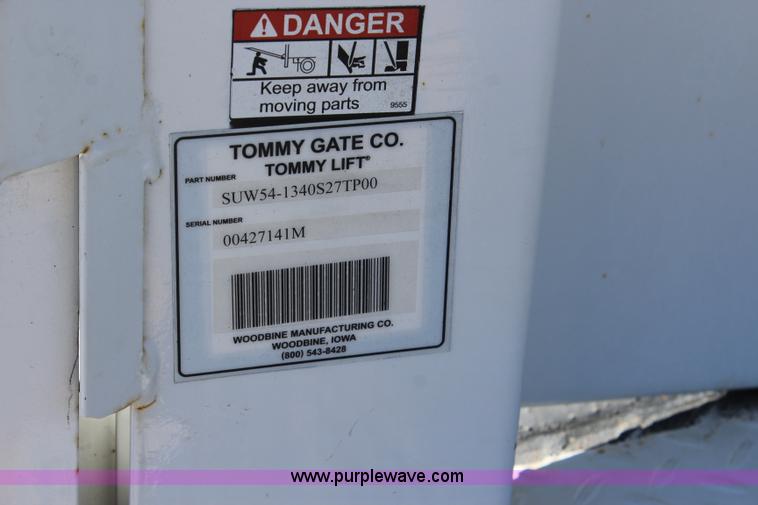 DANGER
Keep away from
moving parts
9555
TOMMY GATE CO.
TOMMY LIFT®
PART NUMBER
SUW54-1340S27TP00
SERIAL NUMBER
00427141M
WOODBINE MANUFACTURING CO.
WOODBINE, IOWA
(800) 543-8428
www.purplewave.com